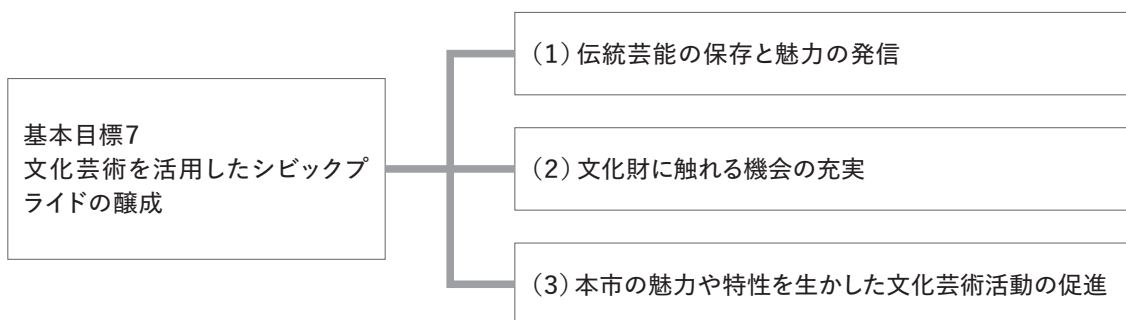 基本目標7
文化芸術を活用したシビックプ
ライドの醸成
（1）伝統芸能の保存と魅力の発信
（2）文化財に触れる機会の充実
（3）本市の魅力や特性を生かした文化芸術活動の促進